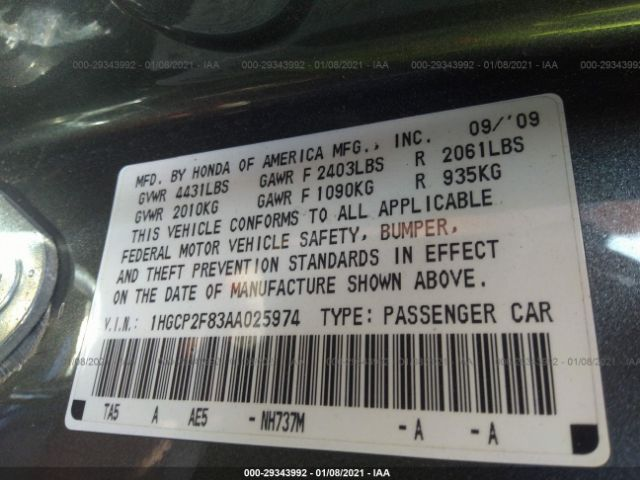 000-29343992 - 01/08/2021 - IAA
000-29343992 - 01/08/2021 - IAA
000-29343992 - 01/08/2021 - IAA
MFD. BY HONDA OF AMERICA MFG., INC. 09/'09
GVWR 4431LBS GAWR F 2403LBS R 2061LBS
GVWR 2010KG GAWR F 1090KG R 935KG
THIS VEHICLE CONFORMS TO ALL APPLICABLE
FEDERAL MOTOR VEHICLE SAFETY, BUMPER,
AND THEFT PREVENTION STANDARDS IN EFFECT
ON THE DATE OF MANUFACTURE SHOWN ABOVE.
V.I.N.: 1HGCP2F83AA025974 TYPE: PASSENGER CAR
TA5 A AE5 - NH737M - A - A
000-29343992 - 01/08/2021 - IAA